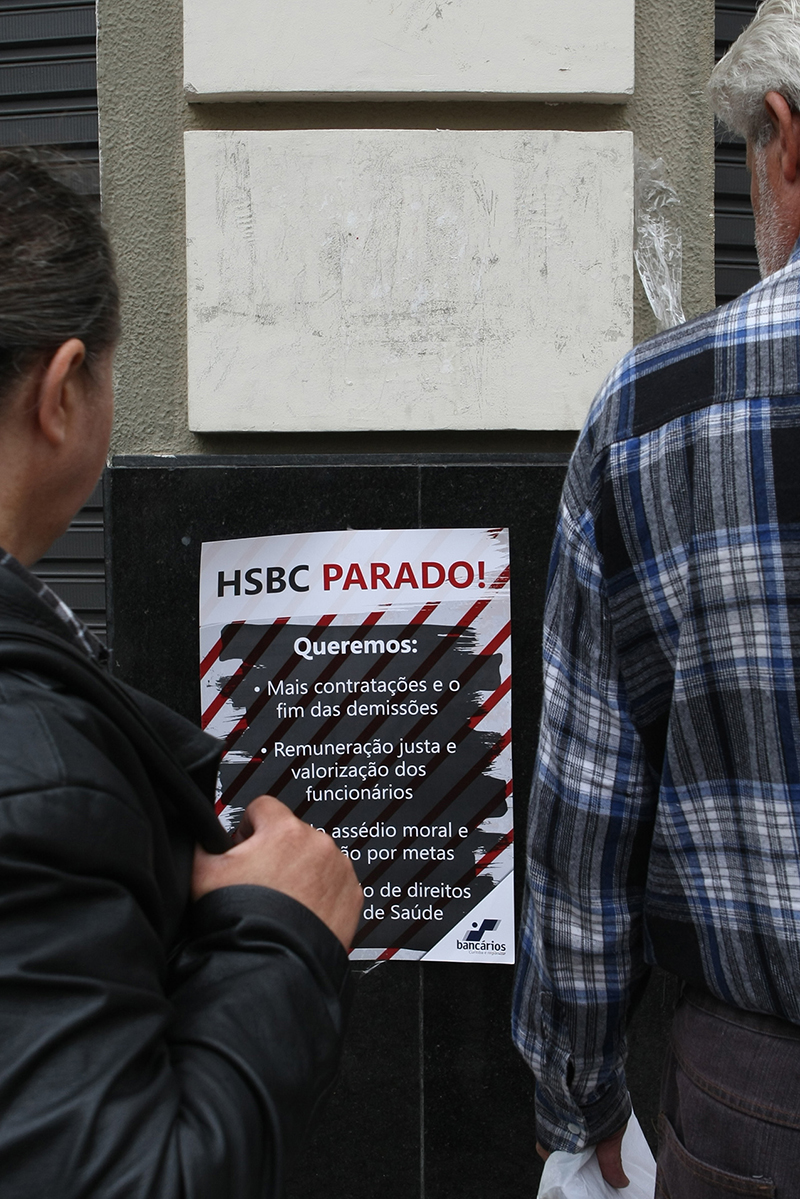 HSBC PARADO!
Queremos:
• Mais contratações e o
fim das demissões
• Remuneração justa e
valorização dos
funcionários
assédio moral e
por metas
de direitos
de Saúde
bancários